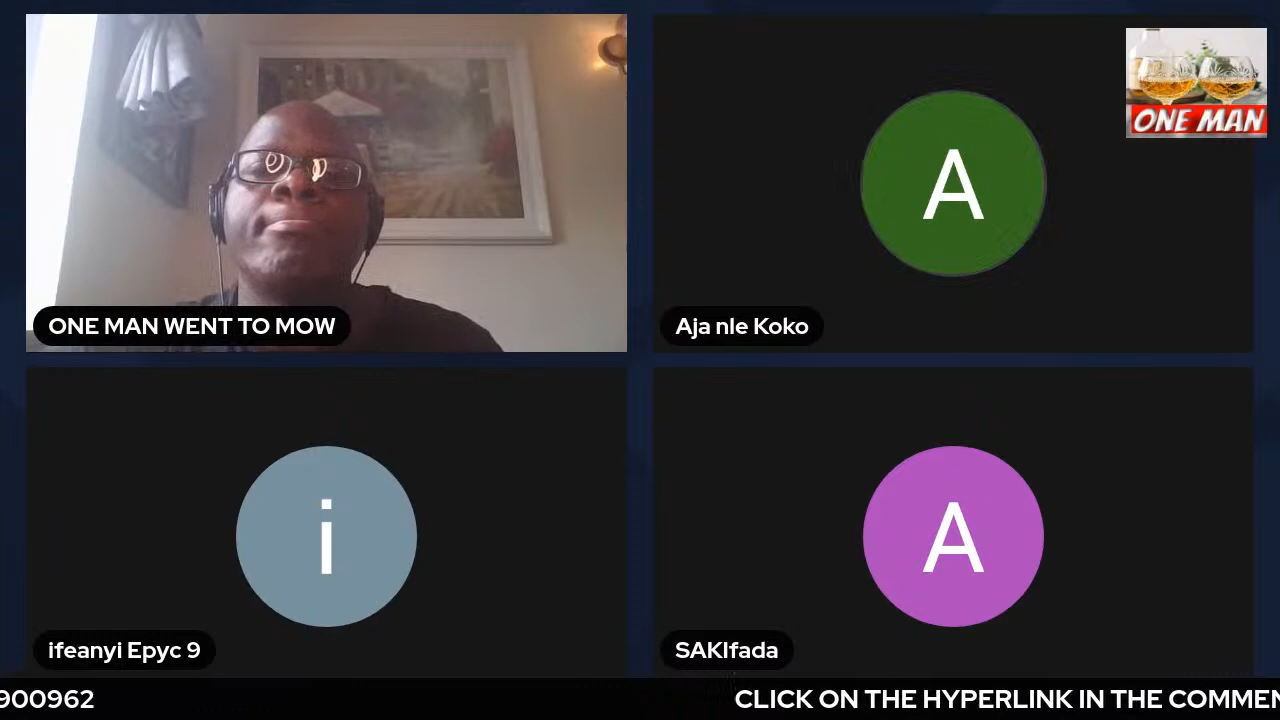 ONE MAN WENT TO MOW
A
ONE MAN
Aja nle Koko
i
ifeanyi Epyc 9
A
SAKIfada
900962
CLICK ON THE HYPERLINK IN THE COMMEN